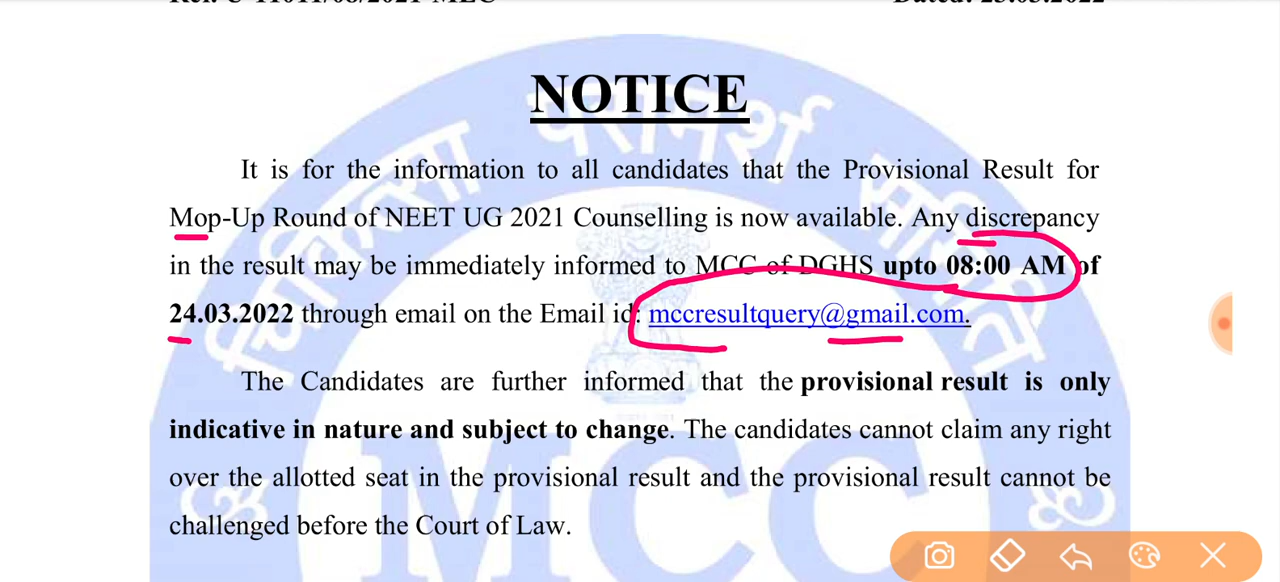 NOTICE
It is for the information to all candidates that the Provisional Result for
Mop-Up Round of NEET UG 2021 Counselling is now available. Any discrepancy
in the result may be immediately informed to MCC of DGHS upto 08:00 AM of
24.03.2022 through email on the Email id: mccresultquery@gmail.com.
The Candidates are further informed that the provisional result is only
indicative in nature and subject to change. The candidates cannot claim any right
over the allotted seat in the provisional result and the provisional result cannot be
challenged before the Court of Law.
चिकित्सा परामर्श समिति
MCC